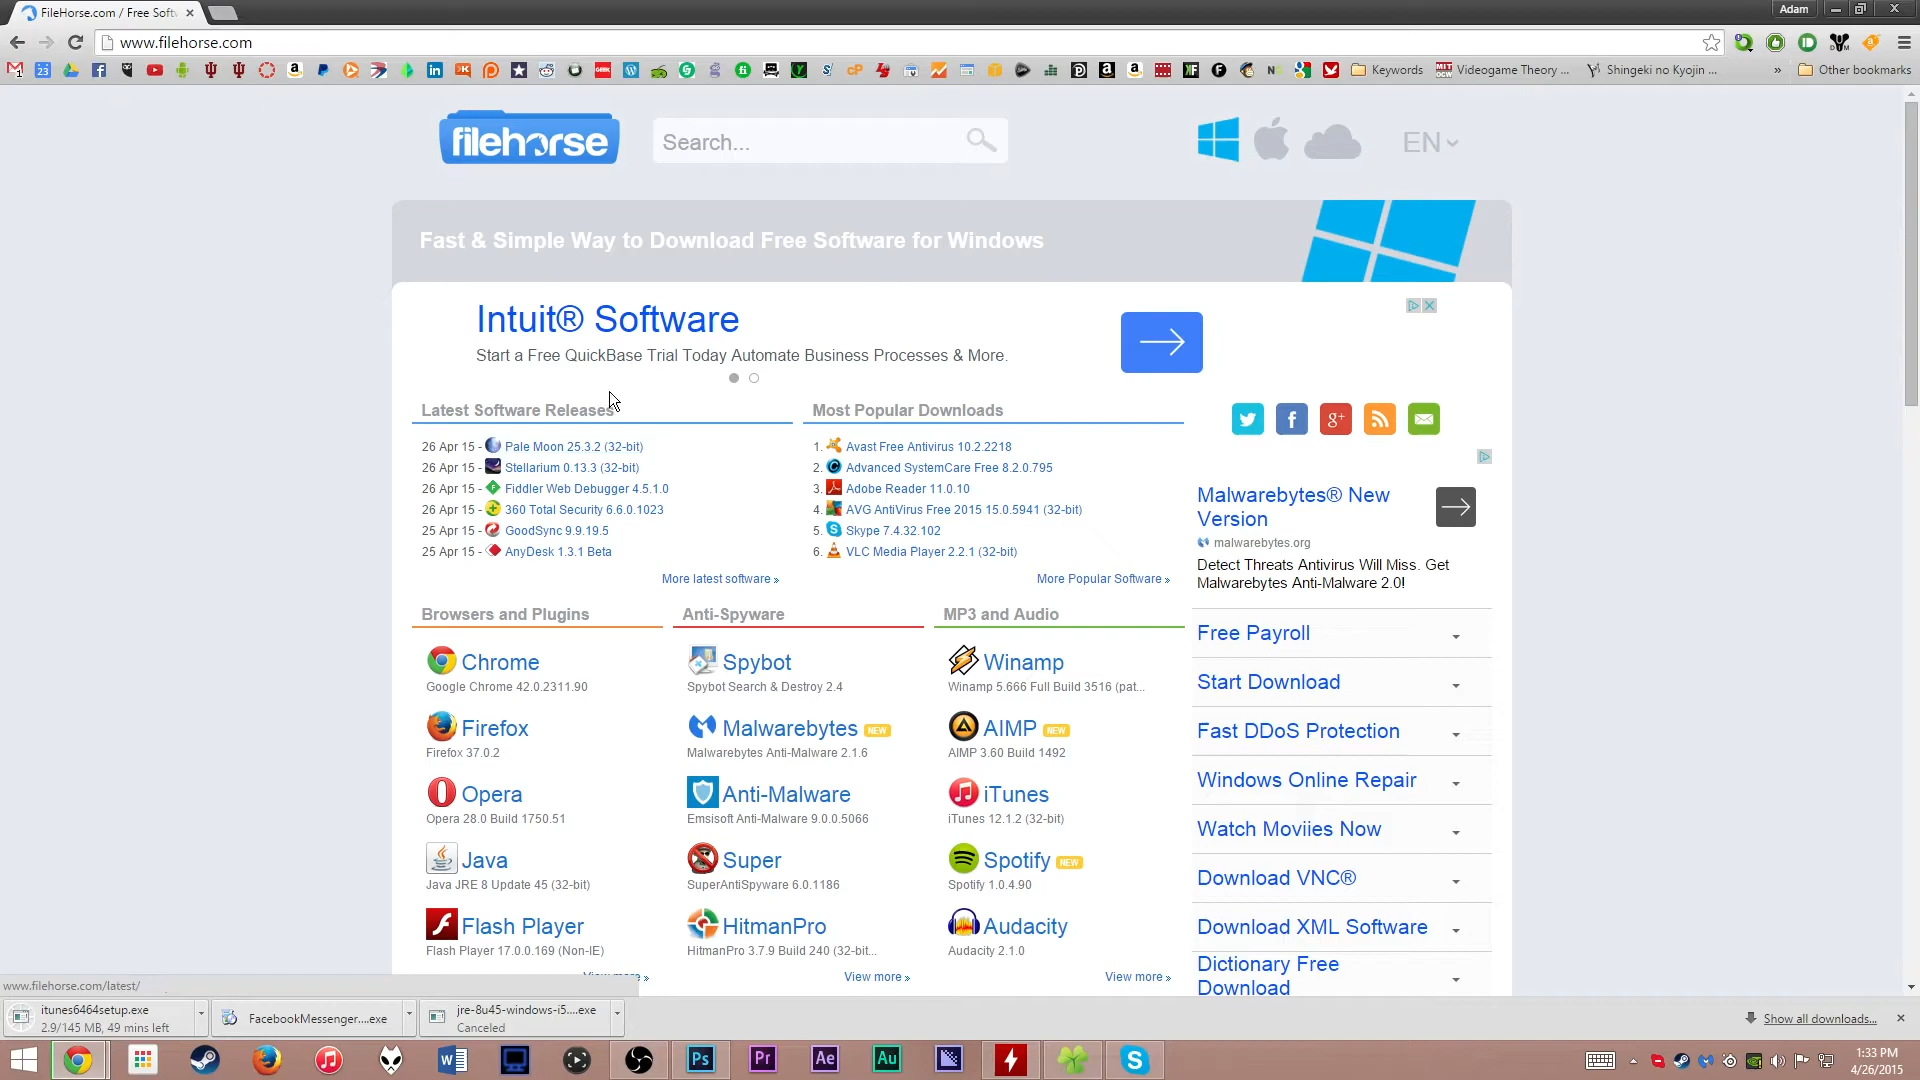 FileHorse.com / Free Softw
Adam
www.filehorse.com
Keywords
Videogame Theory ...
Shingeki no Kyojin ...
»
Other bookmarks
filehorse
Search...
EN
Fast & Simple Way to Download Free Software for Windows
Intuit® Software
Start a Free QuickBase Trial Today Automate Business Processes & More.
Latest Software Releases
26 Apr 15 - Pale Moon 25.3.2 (32-bit)
26 Apr 15 - Stellarium 0.13.3 (32-bit)
26 Apr 15 - Fiddler Web Debugger 4.5.1.0
26 Apr 15 - 360 Total Security 6.6.0.1023
25 Apr 15 - GoodSync 9.9.19.5
25 Apr 15 - AnyDesk 1.3.1 Beta
More latest software »
Most Popular Downloads
1. Avast Free Antivirus 10.2.2218
2. Advanced SystemCare Free 8.2.0.795
3. Adobe Reader 11.0.10
4. AVG AntiVirus Free 2015 15.0.5941 (32-bit)
5. Skype 7.4.32.102
6. VLC Media Player 2.2.1 (32-bit)
More Popular Software »
Browsers and Plugins
Chrome
Google Chrome 42.0.2311.90
Firefox
Firefox 37.0.2
Opera
Opera 28.0 Build 1750.51
Java
Java JRE 8 Update 45 (32-bit)
Flash Player
Flash Player 17.0.0.169 (Non-IE)
View more »
Anti-Spyware
Spybot
Spybot Search & Destroy 2.4
Malwarebytes NEW
Malwarebytes Anti-Malware 2.1.6
Anti-Malware
Emsisoft Anti-Malware 9.0.0.5066
Super
SuperAntiSpyware 6.0.1186
HitmanPro
HitmanPro 3.7.9 Build 240 (32-bit...
View more »
MP3 and Audio
Winamp
Winamp 5.666 Full Build 3516 (pat...
AIMP NEW
AIMP 3.60 Build 1492
iTunes
iTunes 12.1.2 (32-bit)
Spotify NEW
Spotify 1.0.4.90
Audacity
Audacity 2.1.0
View more »
Malwarebytes® New
Version
malwarebytes.org
Detect Threats Antivirus Will Miss. Get
Malwarebytes Anti-Malware 2.0!
Free Payroll
Start Download
Fast DDoS Protection
Windows Online Repair
Watch Moviies Now
Download VNC®
Download XML Software
Dictionary Free
Download
www.filehorse.com/latest/
itunes6464setup.exe
2.9/145 MB, 49 mins left
FacebookMessenger....exe
jre-8u45-windows-i5....exe
Canceled
Show all downloads...
W
Ps
Pr
Ae
Au
1:33 PM
4/26/2015